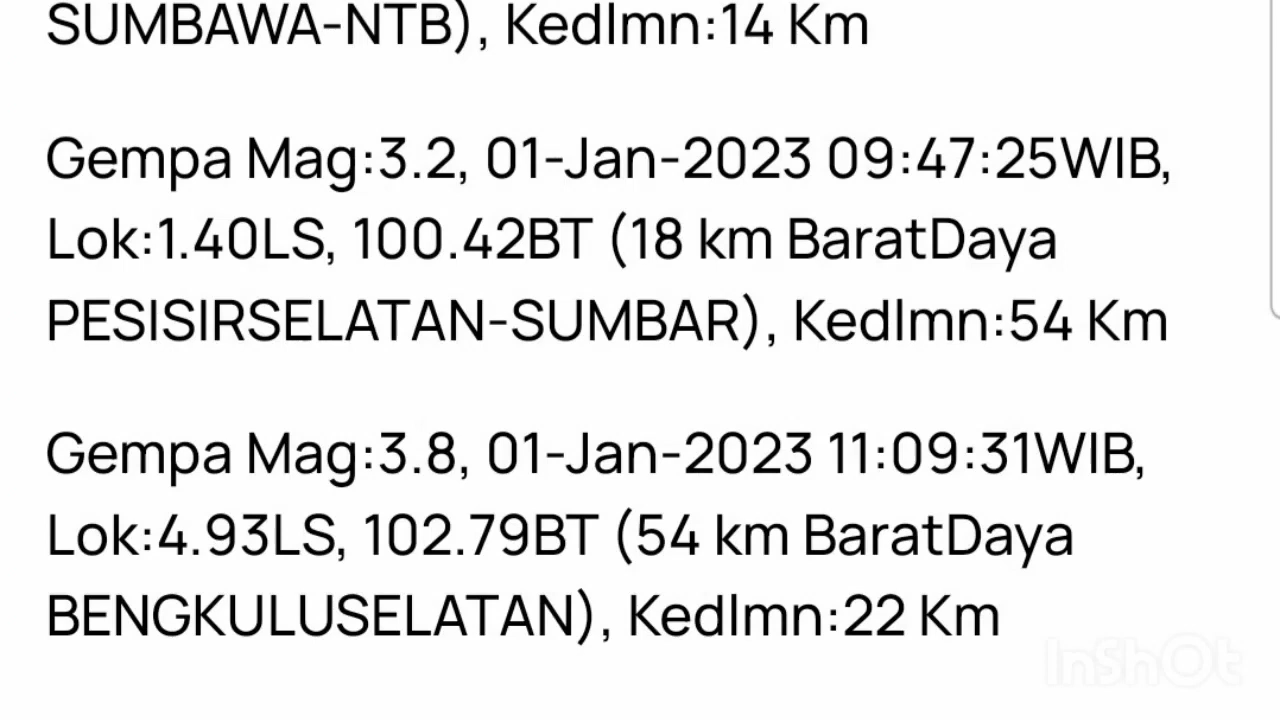 SUMBAWA-NTB), Kedlmn:14 Km
Gempa Mag:3.2, 01-Jan-2023 09:47:25WIB,
Lok:1.40LS, 100.42BT (18 km BaratDaya
PESISIRSELATAN-SUMBAR), Kedlmn:54 Km
Gempa Mag:3.8, 01-Jan-2023 11:09:31WIB,
Lok:4.93LS, 102.79BT (54 km BaratDaya
BENGKULUSELATAN), Kedlmn:22 Km
InShOt